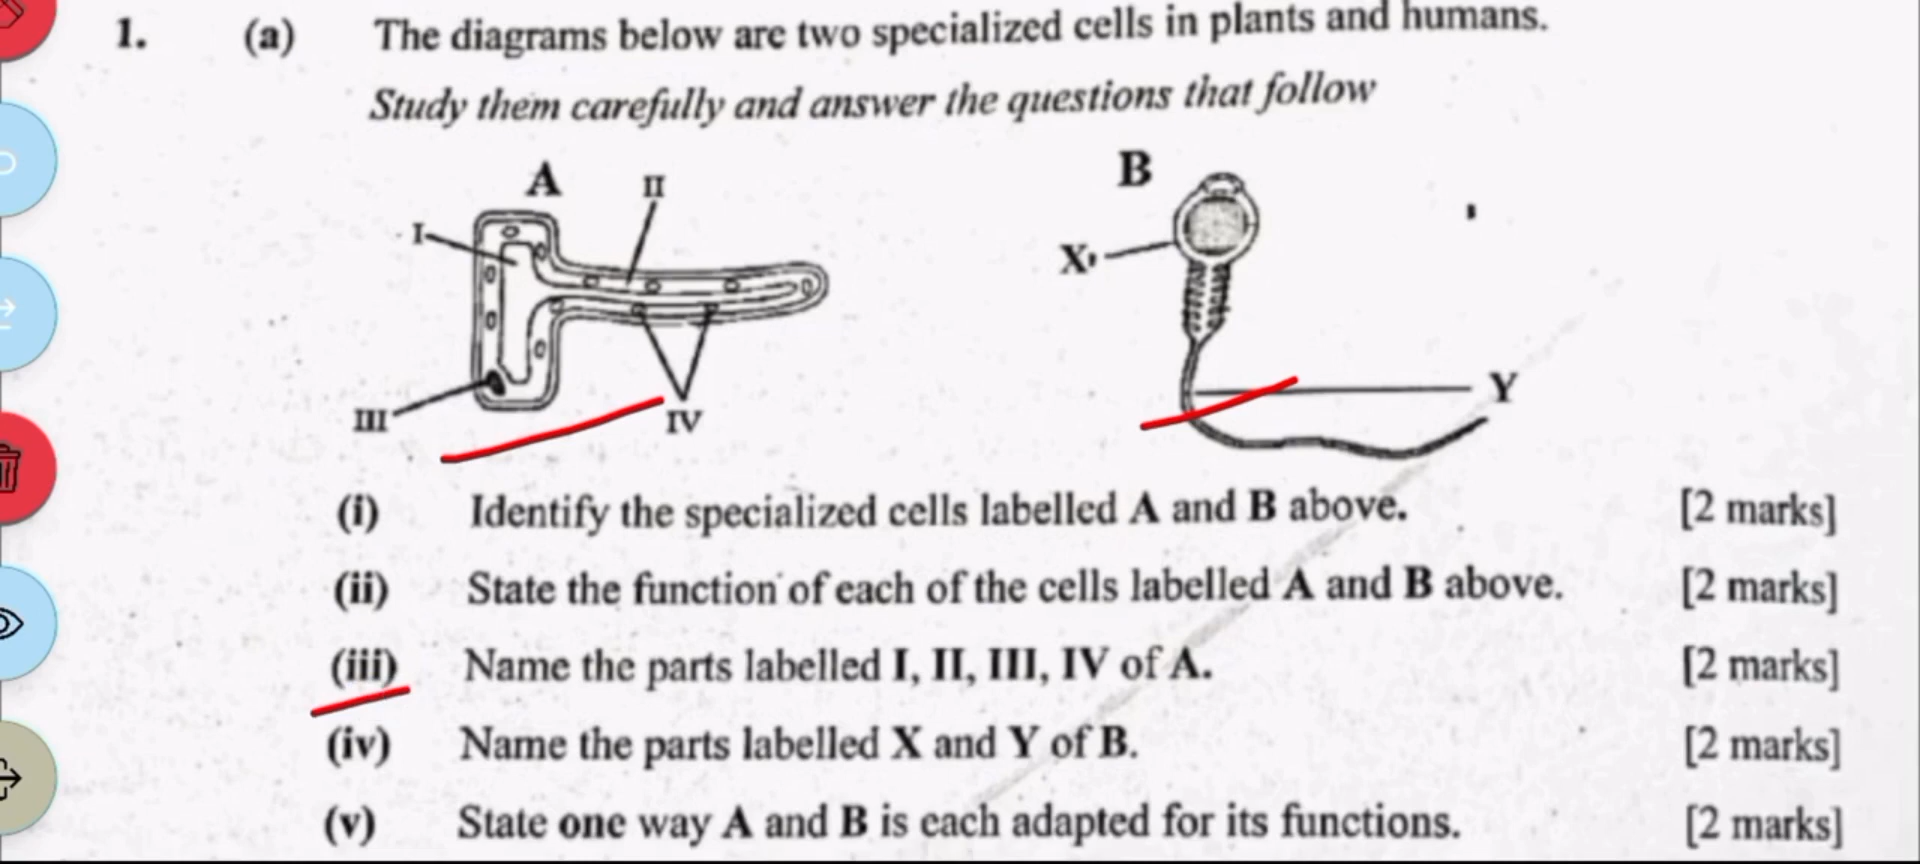 1. (a) The diagrams below are two specialized cells in plants and humans.
Study them carefully and answer the questions that follow
A
B
II
I
X
Y
III
IV
(i) Identify the specialized cells labelled A and B above. [2 marks]
(ii) State the function of each of the cells labelled A and B above. [2 marks]
(iii) Name the parts labelled I, II, III, IV of A. [2 marks]
(iv) Name the parts labelled X and Y of B. [2 marks]
(v) State one way A and B is each adapted for its functions. [2 marks]